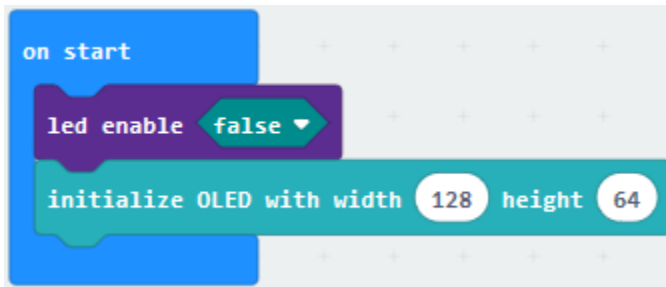 on start
led enable false
initialize OLED with width 128 height 64